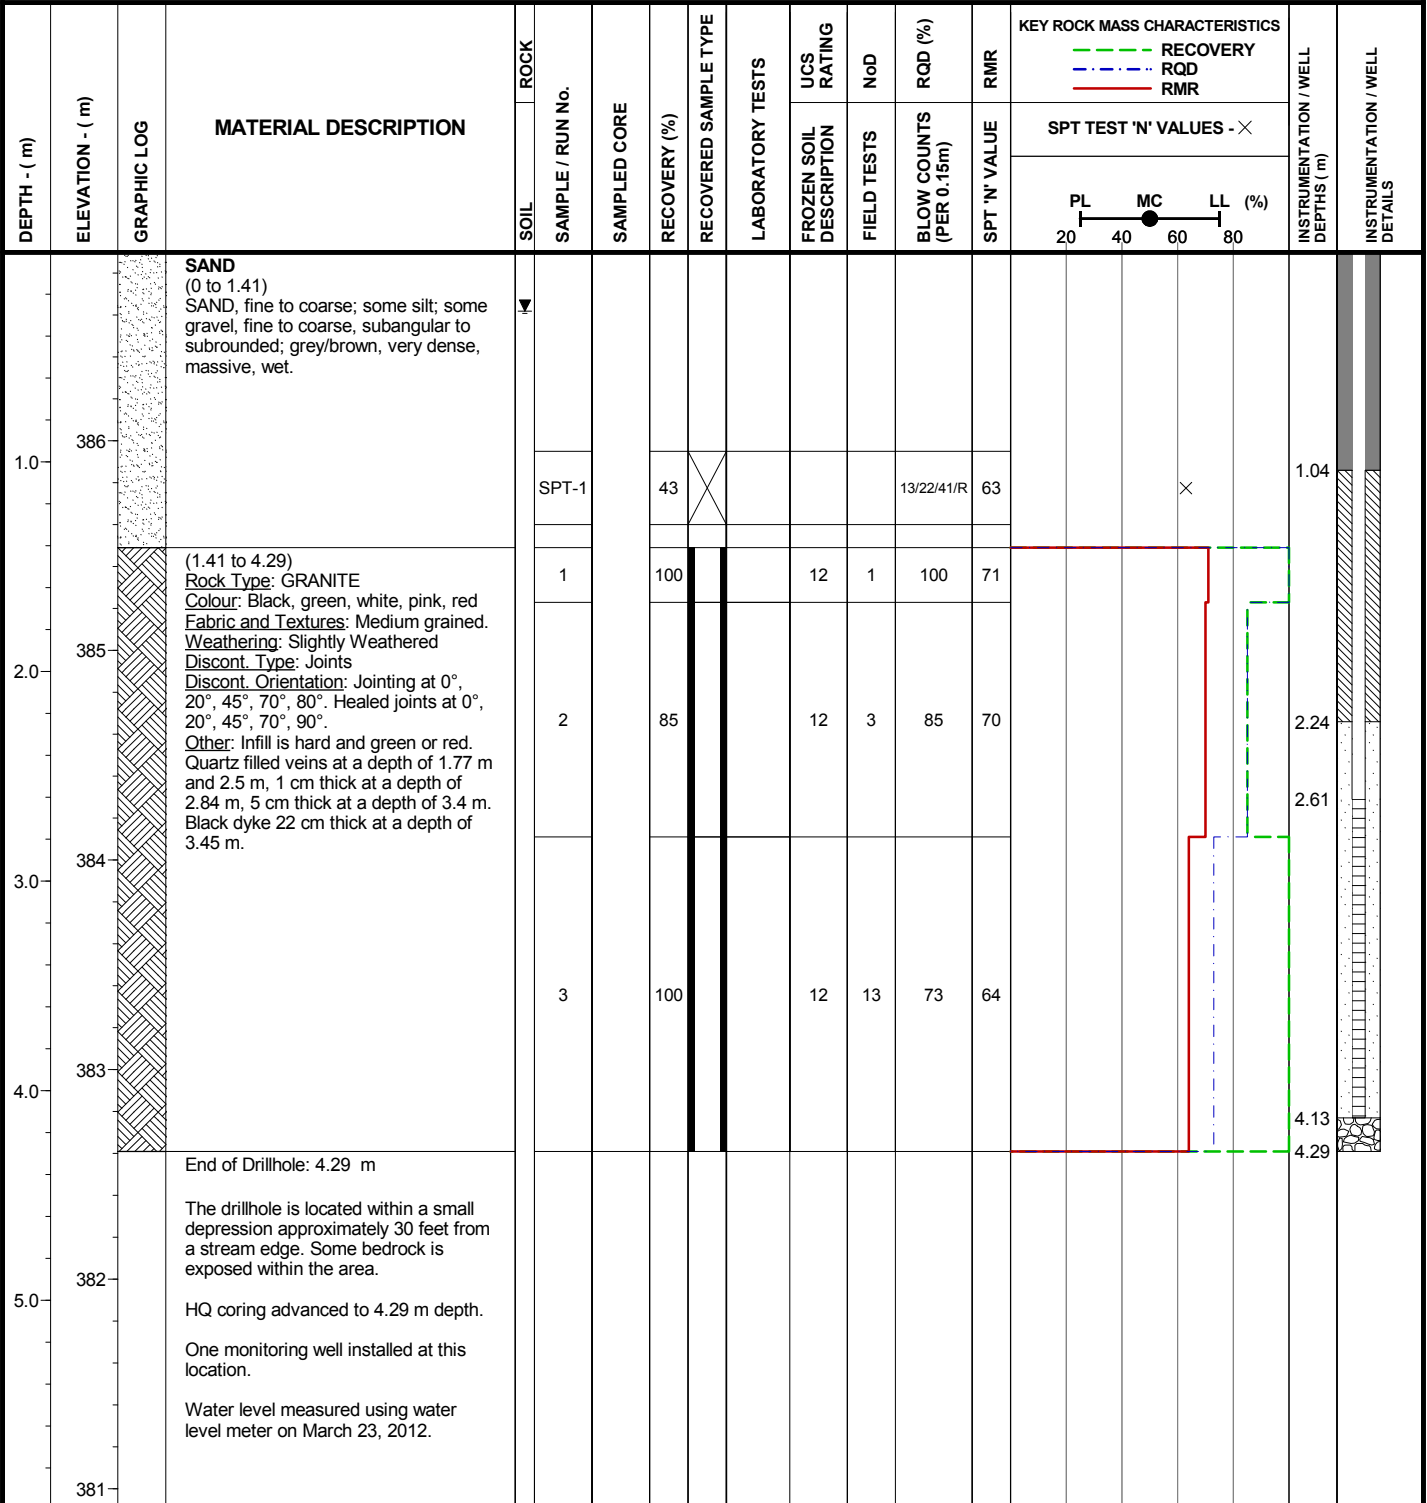 DEPTH - ( m)
ELEVATION - ( m)
GRAPHIC LOG
MATERIAL DESCRIPTION
SOIL
ROCK
SAMPLE / RUN No.
SAMPLED CORE
RECOVERY (%)
RECOVERED SAMPLE TYPE
LABORATORY TESTS
UCS
RATING
FROZEN SOIL
DESCRIPTION
NoD
FIELD TESTS
RQD (%)
BLOW COUNTS
(PER 0.15m)
RMR
SPT 'N' VALUE
KEY ROCK MASS CHARACTERISTICS
RECOVERY
RQD
RMR
SPT TEST 'N' VALUES - ×
PL MC LL (%)
20 40 60 80
INSTRUMENTATION / WELL
DEPTHS ( m)
INSTRUMENTATION / WELL
DETAILS
SAND
(0 to 1.41)
SAND, fine to coarse; some silt; some
gravel, fine to coarse, subangular to
subrounded; grey/brown, very dense,
massive, wet.
386
1.0
1.04
SPT-1 43 13/22/41/R 63
(1.41 to 4.29)
Rock Type: GRANITE
Colour: Black, green, white, pink, red
Fabric and Textures: Medium grained.
Weathering: Slightly Weathered
Discont. Type: Joints
Discont. Orientation: Jointing at 0°,
20°, 45°, 70°, 80°. Healed joints at 0°,
20°, 45°, 70°, 90°.
Other: Infill is hard and green or red.
Quartz filled veins at a depth of 1.77 m
and 2.5 m, 1 cm thick at a depth of
2.84 m, 5 cm thick at a depth of 3.4 m.
Black dyke 22 cm thick at a depth of
3.45 m.
1 100 12 1 100 71
385
2.0
2 85 12 3 85 70
2.24
2.61
384
3.0
3 100 12 13 73 64
383
4.0
4.13
4.29
End of Drillhole: 4.29 m
The drillhole is located within a small
depression approximately 30 feet from
a stream edge. Some bedrock is
exposed within the area.
382
5.0
HQ coring advanced to 4.29 m depth.
One monitoring well installed at this
location.
Water level measured using water
level meter on March 23, 2012.
381